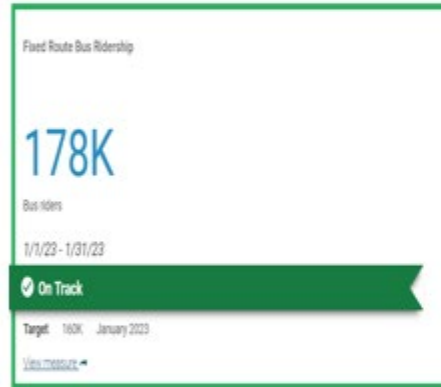 Fixed Route Bus Ridership
178K
Bus riders
1/1/23 - 1/31/23
On Track
Target 160K January 2023
View measure